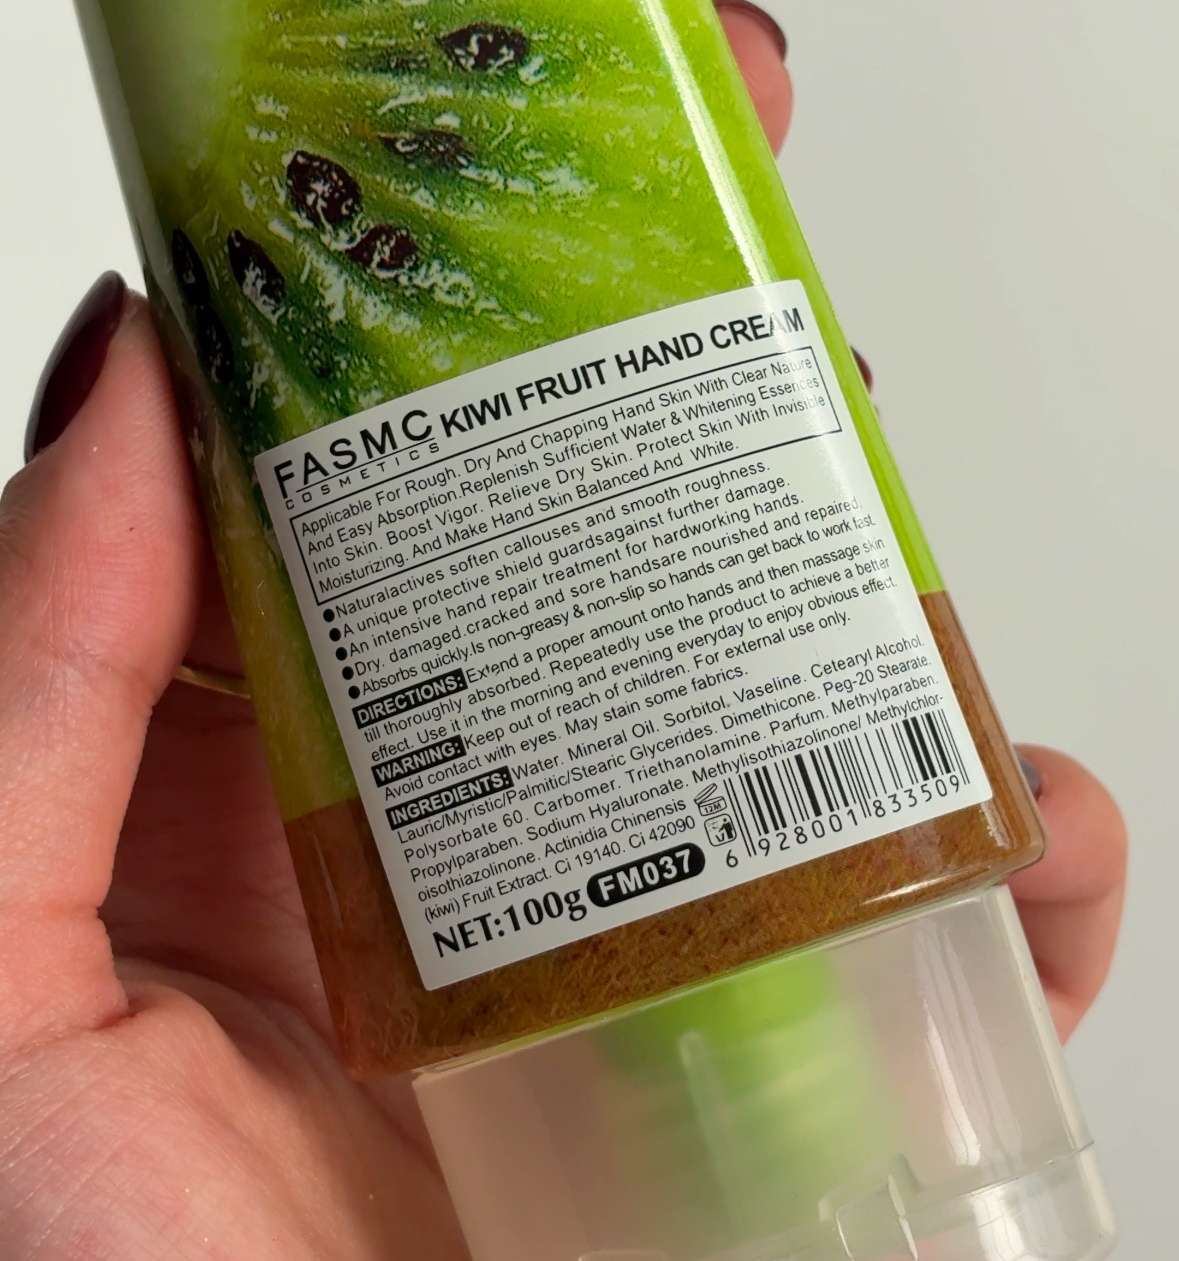 FASMC
COSMETICS
KIWI FRUIT HAND CREAM
Applicable For Rough. Dry And Chapping Hand Skin With Clear Nature
And Easy Absorption.Replenish Sufficient Water & Whitening Essences
Into Skin. Boost Vigor. Relieve Dry Skin. Protect Skin With Invisible
Moisturizing. And Make Hand Skin Balanced And White.
●Naturalactives soften callouses and smooth roughness.
●A unique protective shield guardsagainst further damage.
●An intensive hand repair treatment for hardworking hands.
●Dry. damaged.cracked and sore handsare nourished and repaired.
●Absorbs quickly.Is non-greasy & non-slip so hands can get back to work fast.
DIRECTIONS: Extend a proper amount onto hands and then massage skin
till thoroughly absorbed. Repeatedly use the product to achieve a better
effect. Use it in the morning and evening everyday to enjoy obvious effect.
WARNING: Keep out of reach of children. For external use only.
Avoid contact with eyes. May stain some fabrics.
INGREDIENTS: Water. Mineral Oil. Sorbitol. Vaseline. Cetearyl Alcohol.
Lauric/Myristic/Palmitic/Stearic Glycerides. Dimethicone. Peg-20 Stearate.
Polysorbate 60. Carbomer. Triethanolamine. Parfum. Methylparaben.
Propylparaben. Sodium Hyaluronate. Methylisothiazolinone/ Methylchlor-
oisothiazolinone. Actinidia Chinensis
(kiwi) Fruit Extract. Ci 19140. Ci 42090
12M
NET:100g FM037
6 928001 833509